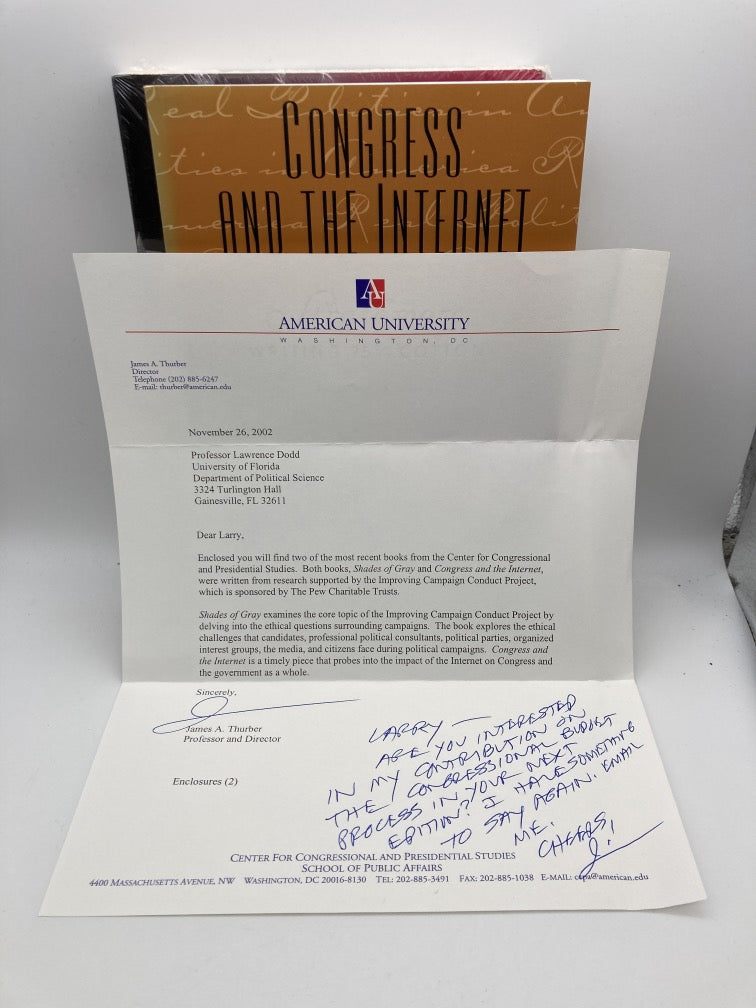 Real Politics in
CONGRESS
tics in America R
AND THE INTERNET
merica Real Polit
AU
AMERICAN UNIVERSITY
WASHINGTON, DC
James A. Thurber
Director
Telephone (202) 885-6247
E-mail: thurber@american.edu
November 26, 2002
Professor Lawrence Dodd
University of Florida
Department of Political Science
3324 Turlington Hall
Gainesville, FL 32611
Dear Larry,
Enclosed you will find two of the most recent books from the Center for Congressional
and Presidential Studies. Both books, Shades of Gray and Congress and the Internet,
were written from research supported by the Improving Campaign Conduct Project,
which is sponsored by The Pew Charitable Trusts.
Shades of Gray examines the core topic of the Improving Campaign Conduct Project by
delving into the ethical questions surrounding campaigns. The book explores the ethical
challenges that candidates, professional political consultants, political parties, organized
interest groups, the media, and citizens face during political campaigns. Congress and
the Internet is a timely piece that probes into the impact of the Internet on Congress and
the government as a whole.
Sincerely,
James A. Thurber
Professor and Director
Enclosures (2)
LARRY —
ARE YOU INTERESTED
IN MY CONTRIBUTION ON
THE CONGRESSIONAL BUDGET
PROCESS IN YOUR NEXT
EDITION? I HAVE SOMETHING
TO SAY AGAIN. EMAIL
ME.
CHEERS,
J.
CENTER FOR CONGRESSIONAL AND PRESIDENTIAL STUDIES
SCHOOL OF PUBLIC AFFAIRS
4400 MASSACHUSETTS AVENUE, NW WASHINGTON, DC 20016-8130 TEL: 202-885-3491 FAX: 202-885-1038 E-MAIL: ccps@american.edu